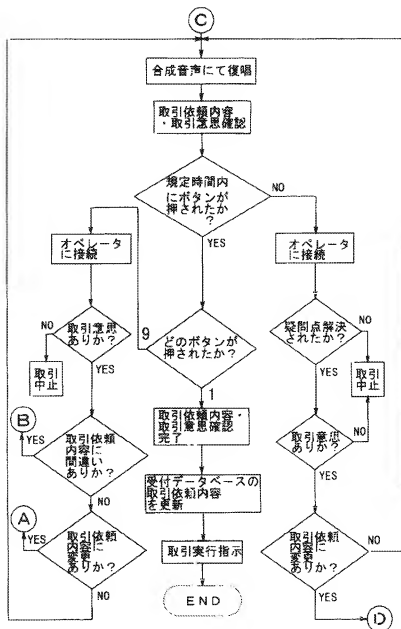 C
合成音声にて復唱
取引依頼内容
・取引意思確認
規定時間内
にボタンが
押されたか
?
NO
YES
オペレータ
に接続
オペレータ
に接続
NO
取引意思
ありか?
YES
取引
中止
9
どのボタンが
押されたか?
1
疑問点解決
されたか?
NO
YES
取引
中止
B
YES
取引依頼
内容に
間違い
ありか?
NO
取引依頼内容・
取引意思確認
完了
取引意思
ありか?
NO
YES
受付データベースの
取引依頼内容
を更新
A
YES
取引依頼
内容に
変更
ありか?
NO
取引実行指示
END
取引依頼
内容に
変更
ありか?
NO
YES
D